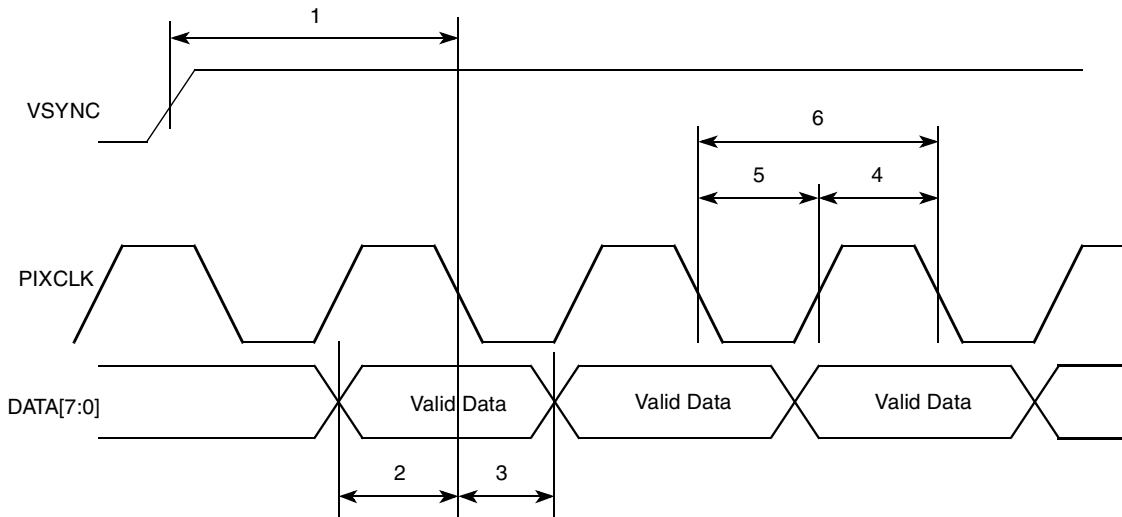 1
VSYNC
6
5
4
PIXCLK
DATA[7:0]
Valid Data
Valid Data
Valid Data
2
3